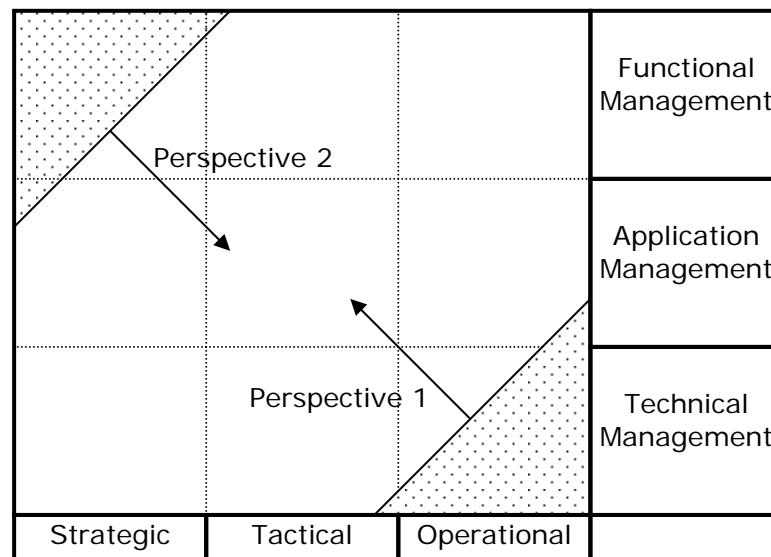 Functional
Management
Perspective 2
Application
Management
Perspective 1
Technical
Management
Strategic
Tactical
Operational